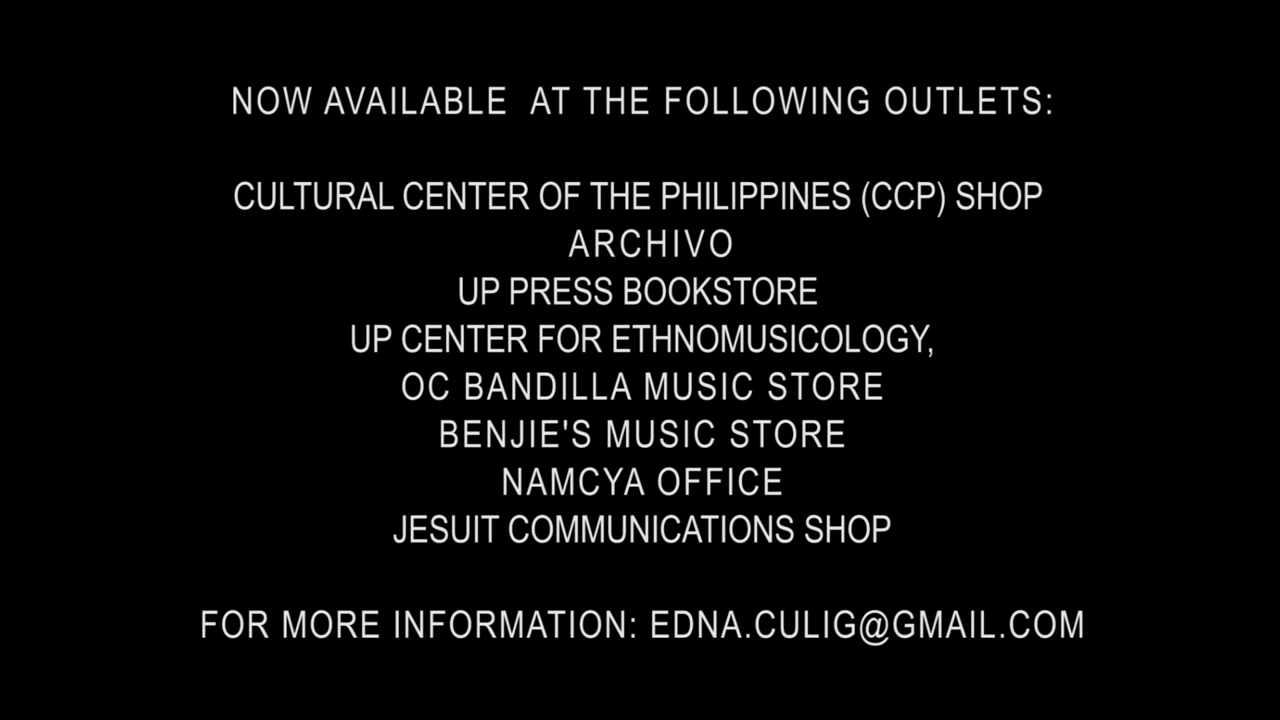 NOW AVAILABLE  AT THE FOLLOWING OUTLETS:
CULTURAL CENTER OF THE PHILIPPINES (CCP) SHOP
ARCHIVO
UP PRESS BOOKSTORE
UP CENTER FOR ETHNOMUSICOLOGY,
OC BANDILLA MUSIC STORE
BENJIE'S MUSIC STORE
NAMCYA OFFICE
JESUIT COMMUNICATIONS SHOP
FOR MORE INFORMATION: EDNA.CULIG@GMAIL.COM